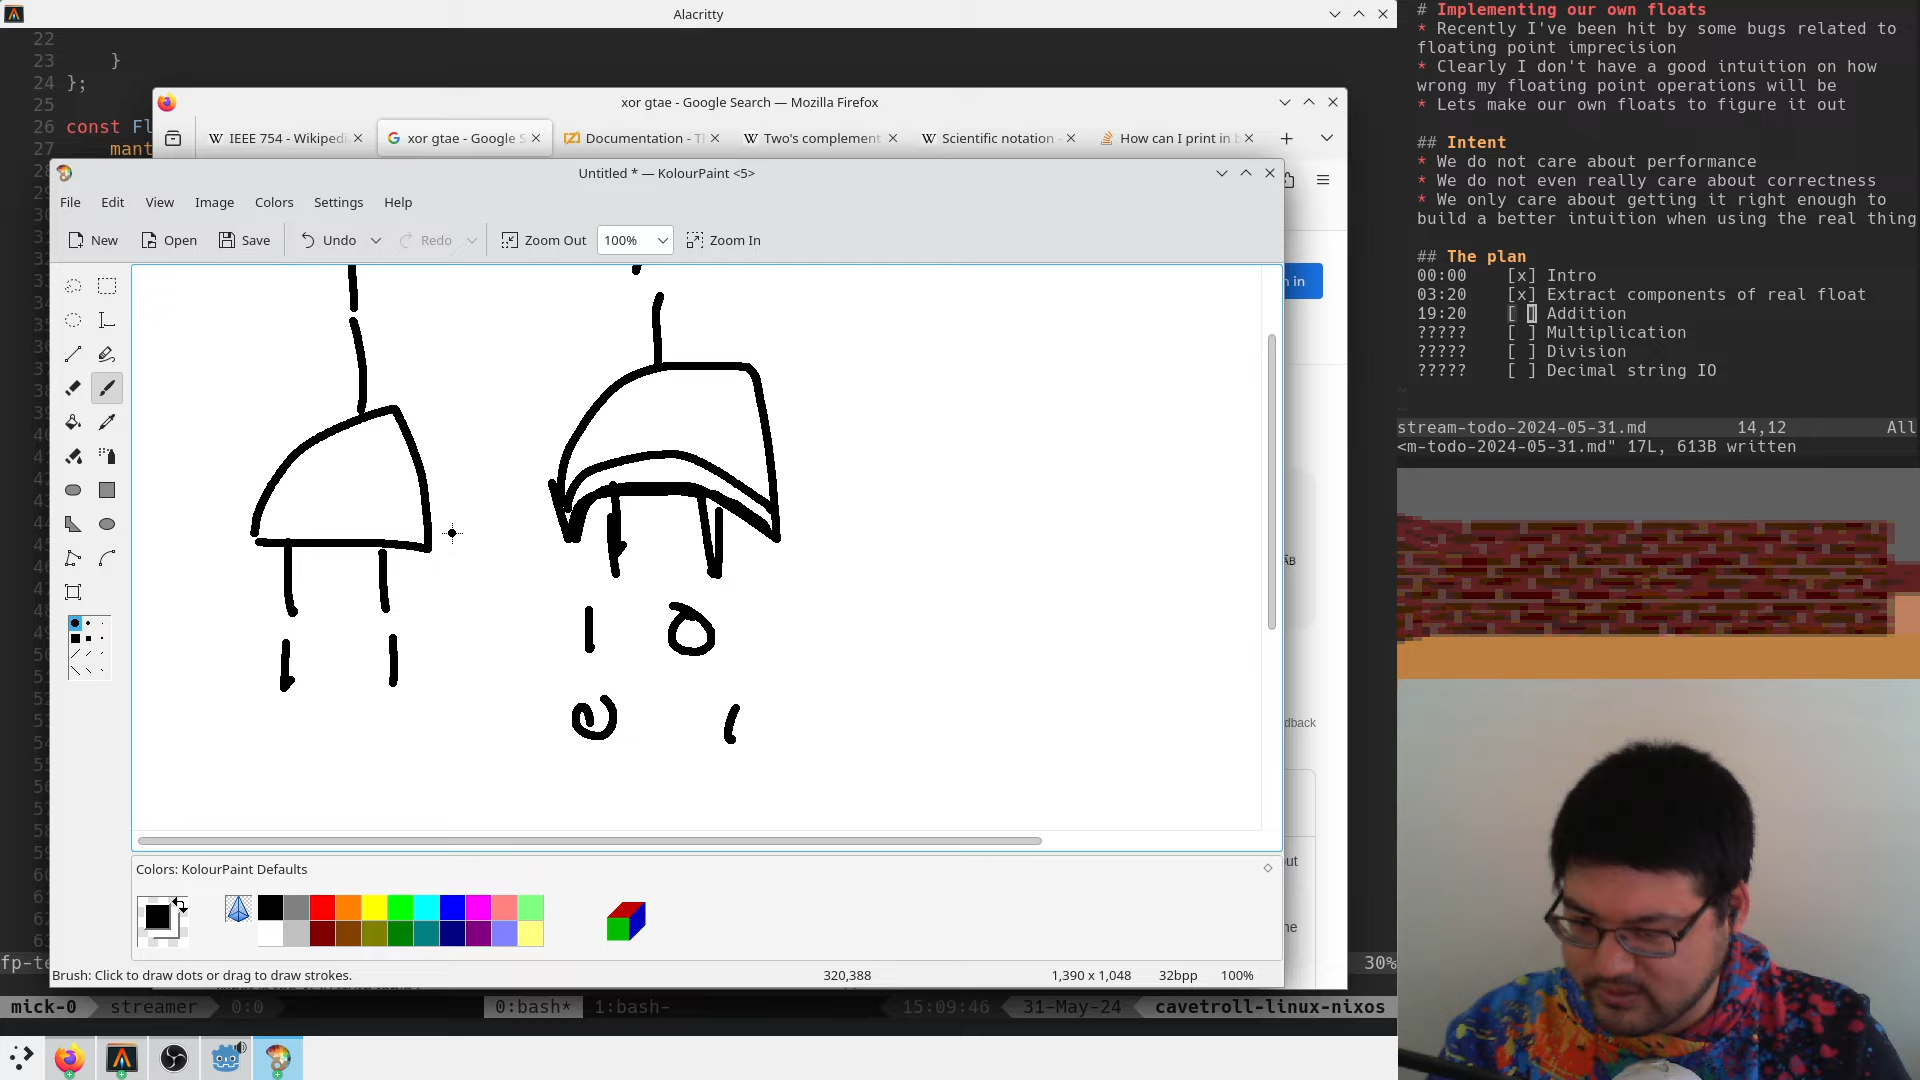 Alacritty
22
23 }
24 };
25
26 const Fl
27 mant
xor gtae - Google Search — Mozilla Firefox
IEEE 754 - Wikipedi
xor gtae - Google S
Documentation - Th
Two's complement
Scientific notation -
How can I print in b
Untitled * — KolourPaint <5>
File Edit View Image Colors Settings Help
New Open Save Undo Redo Zoom Out 100% Zoom In
n in
dback
out
ne
1 0
0 1
1 1
Colors: KolourPaint Defaults
Brush: Click to draw dots or drag to draw strokes.
320,388 1,390 x 1,048 32bpp 100%
fp-te
30%
mick-0 streamer 0:0 0:bash* 1:bash- 15:09:46 31-May-24 cavetroll-linux-nixos
# Implementing our own floats
* Recently I've been hit by some bugs related to
floating point imprecision
* Clearly I don't have a good intuition on how
wrong my floating point operations will be
* Lets make our own floats to figure it out
## Intent
* We do not care about performance
* We do not even really care about correctness
* We only care about getting it right enough to
build a better intuition when using the real thing
## The plan
00:00 [x] Intro
03:20 [x] Extract components of real float
19:20 [ ] Addition
????? [ ] Multiplication
????? [ ] Division
????? [ ] Decimal string IO
~
~
stream-todo-2024-05-31.md 14,12 All
<m-todo-2024-05-31.md" 17L, 613B written